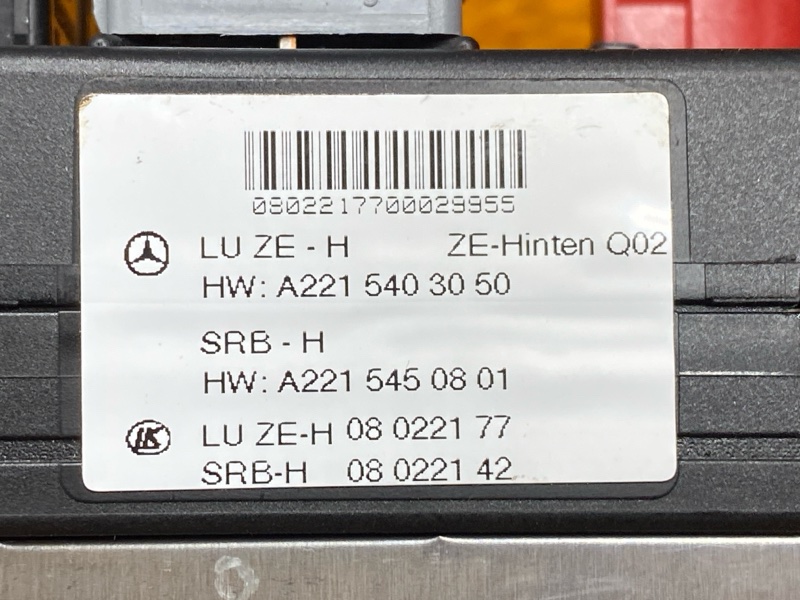 0802217700029955
LU ZE - H ZE-Hinten Q02
HW: A221 540 30 50
SRB - H
HW: A221 545 08 01
LK LU ZE-H 08 0221 77
SRB-H 08 0221 42